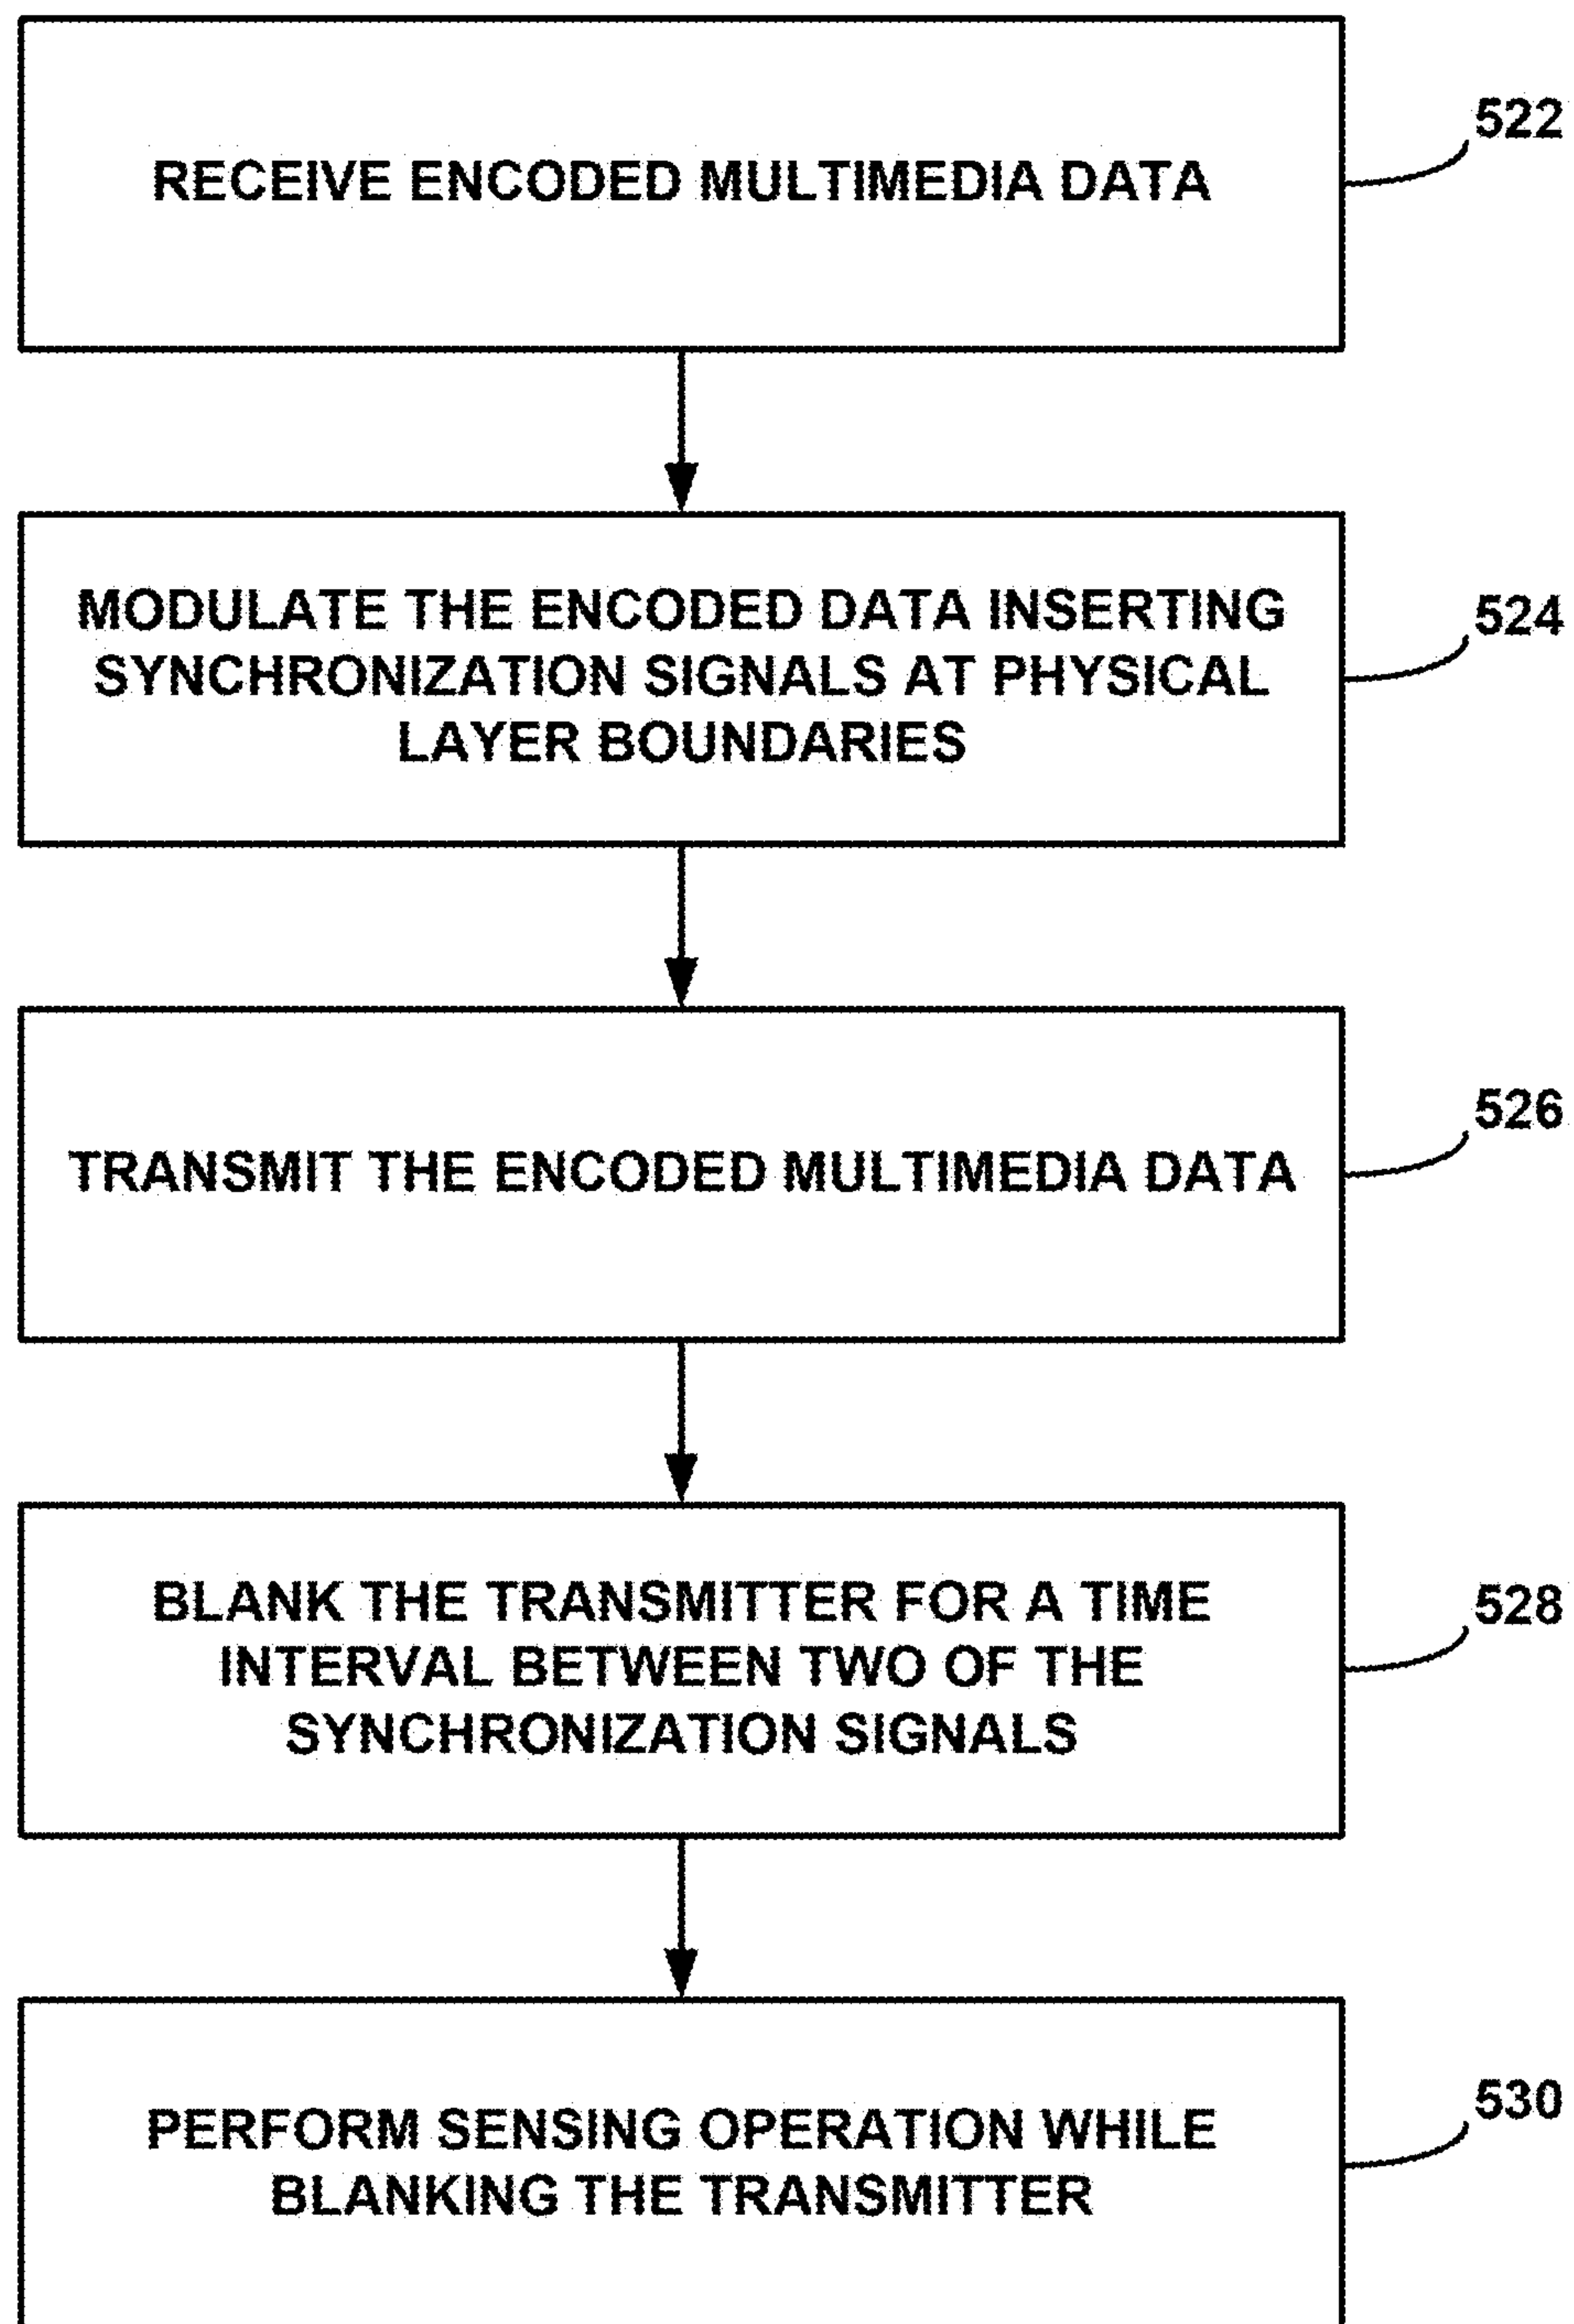 RECEIVE ENCODED MULTIMEDIA DATA
522
MODULATE THE ENCODED DATA INSERTING
SYNCHRONIZATION SIGNALS AT PHYSICAL
LAYER BOUNDARIES
524
TRANSMIT THE ENCODED MULTIMEDIA DATA
526
BLANK THE TRANSMITTER FOR A TIME
INTERVAL BETWEEN TWO OF THE
SYNCHRONIZATION SIGNALS
528
PERFORM SENSING OPERATION WHILE
BLANKING THE TRANSMITTER
530